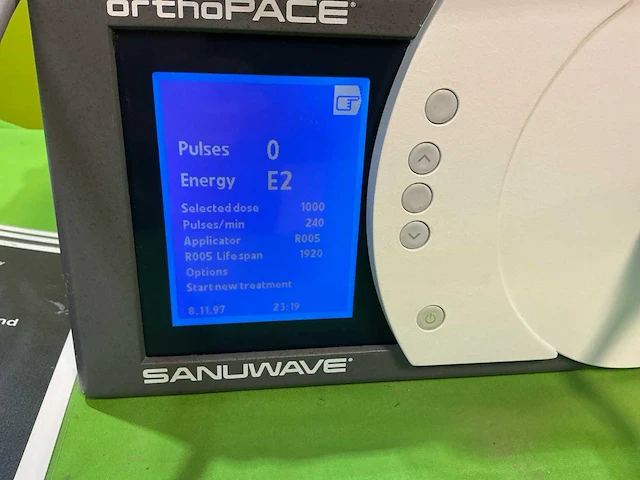 orthoPACE®
Pulses 0
Energy E2
Selected dose 1000
Pulses/min 240
Applicator R005
R005 Lifespan 1920
Options
Start new treatment
8.11.97 23:19
SANUWAVE®
nd